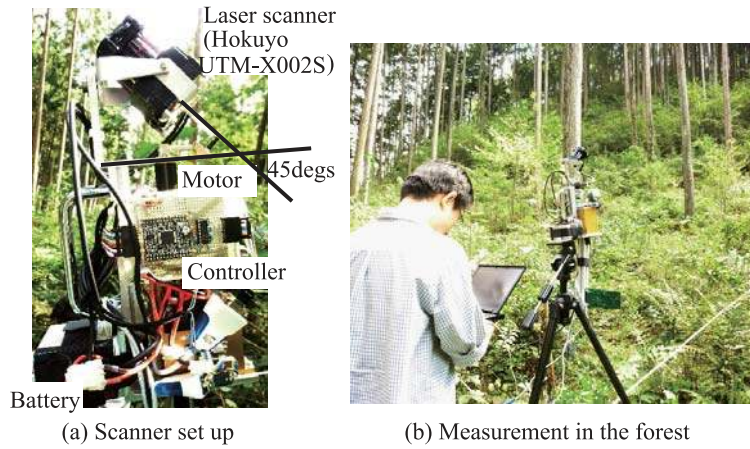 Laser scanner
(Hokuyo
UTM-X002S)
45degs
Motor
Controller
Battery
(a) Scanner set up
(b) Measurement in the forest